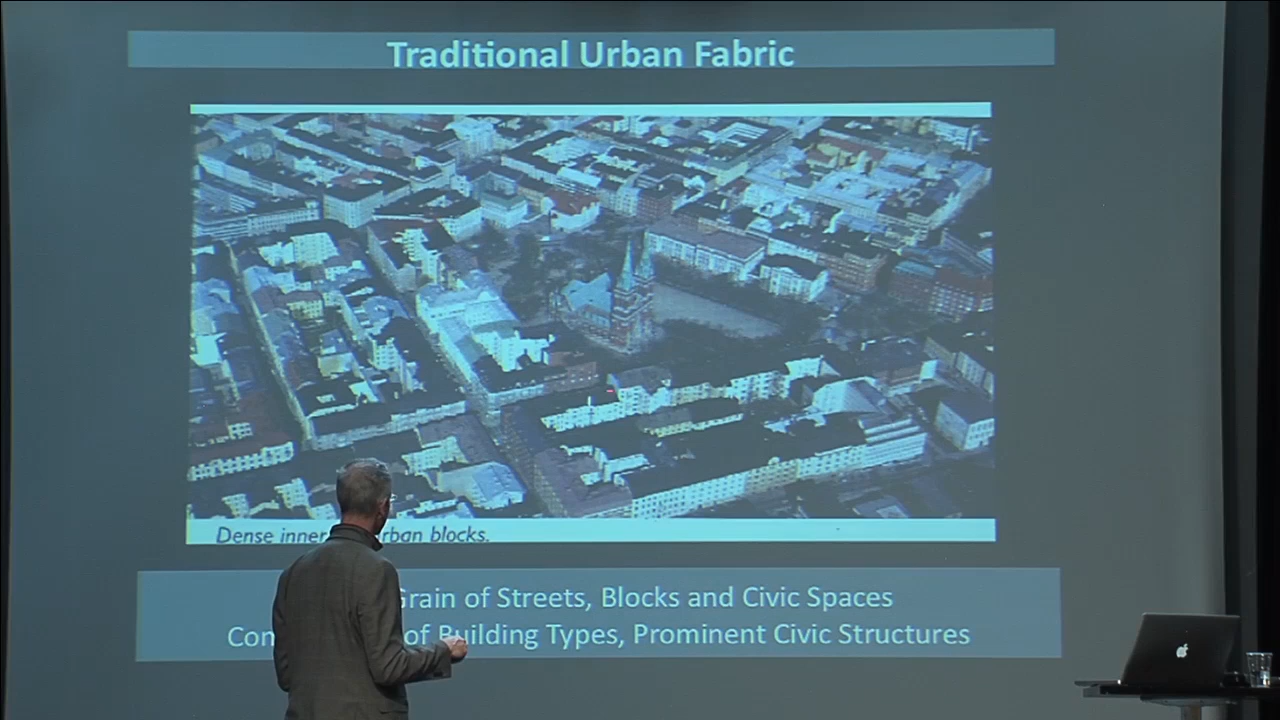 Traditional Urban Fabric
Dense inner rban blocks.
Grain of Streets, Blocks and Civic Spaces
Con of Building Types, Prominent Civic Structures